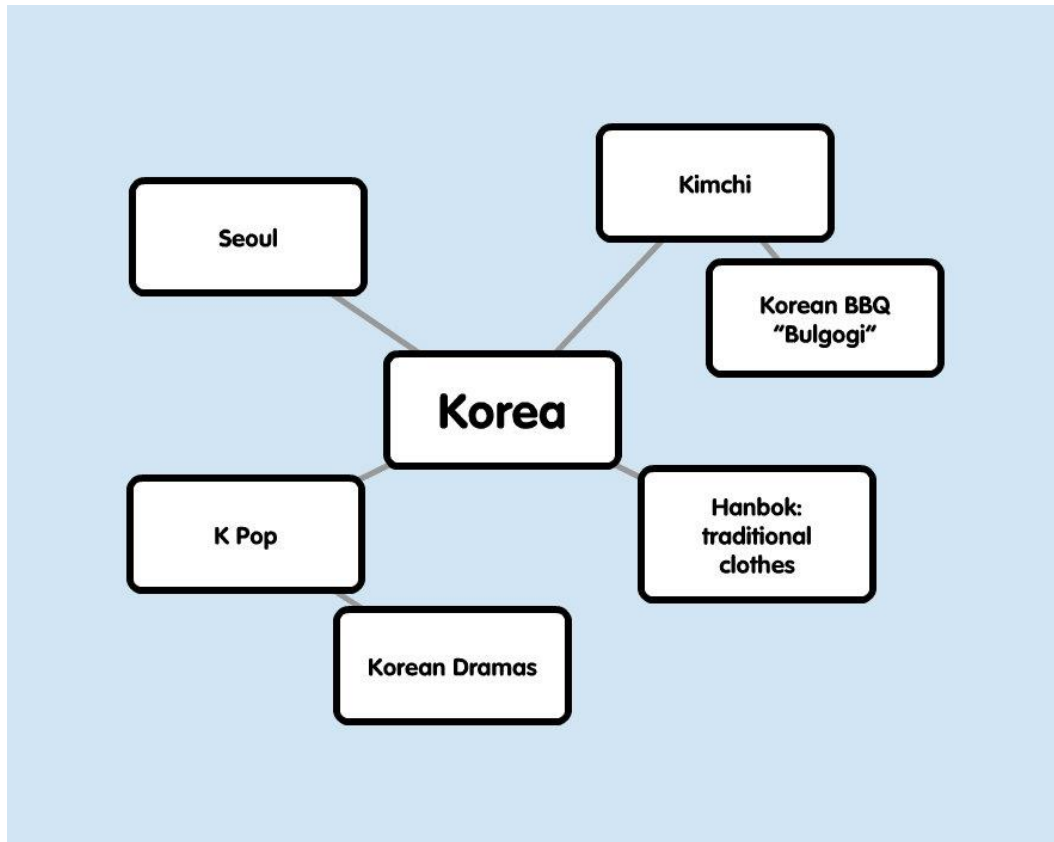 Kimchi
Seoul
Korean BBQ
“Bulgogi“
Korea
Hanbok:
traditional
clothes
K Pop
Korean Dramas